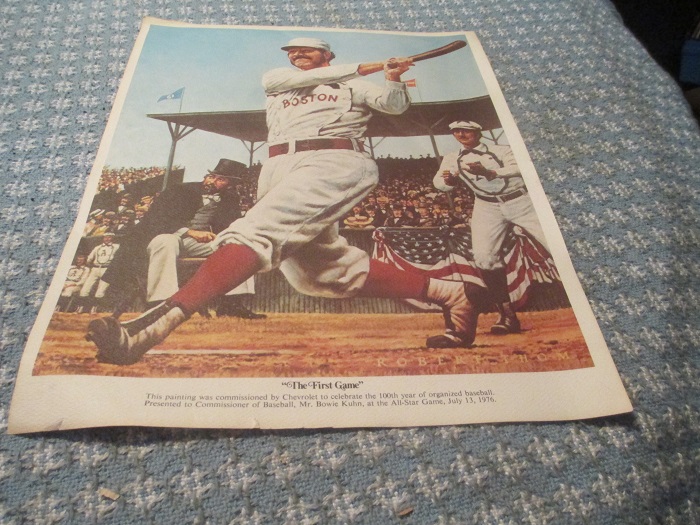 BOSTON
ROBERT THOM
"The First Game"
This painting was commissioned by Chevrolet to celebrate the 100th year of organized baseball.
Presented to Commissioner of Baseball, Mr. Bowie Kuhn, at the All-Star Game, July 13, 1976.